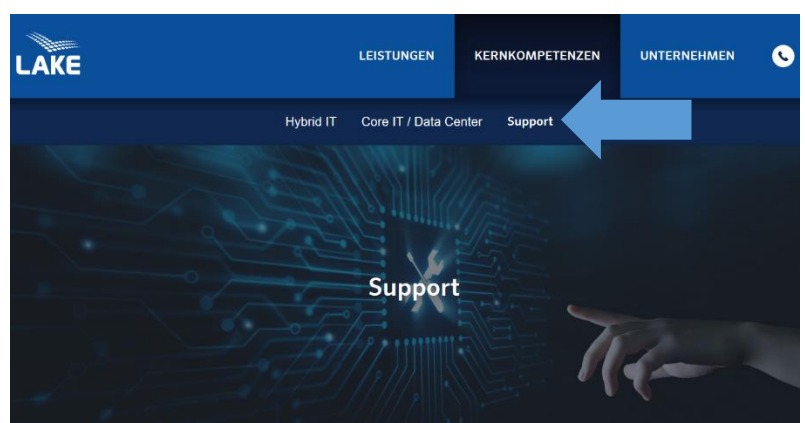 LAKE
LEISTUNGEN KERNKOMPETENZEN UNTERNEHMEN
Hybrid IT Core IT / Data Center Support
Support